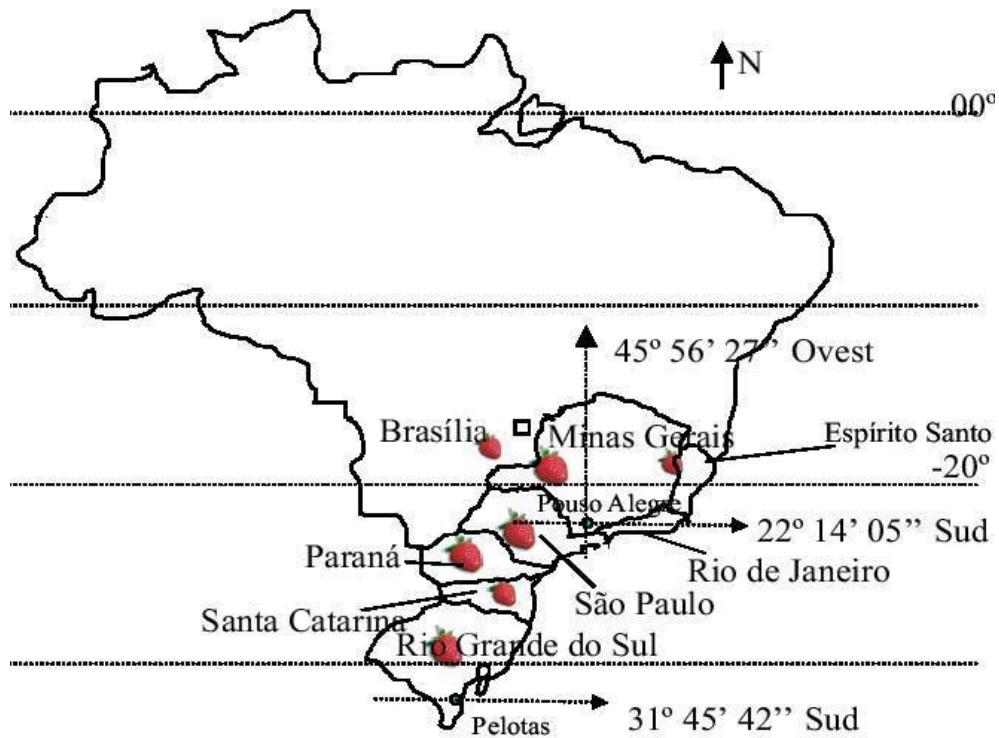 N
00º
45º 56’ 27’’ Ovest
Brasília
Minas Gerais
Espírito Santo
-20º
Pouso Alegre
22º 14’ 05’’ Sud
Paraná
Rio de Janeiro
São Paulo
Santa Catarina
Rio Grande do Sul
Pelotas
31º 45’ 42’’ Sud